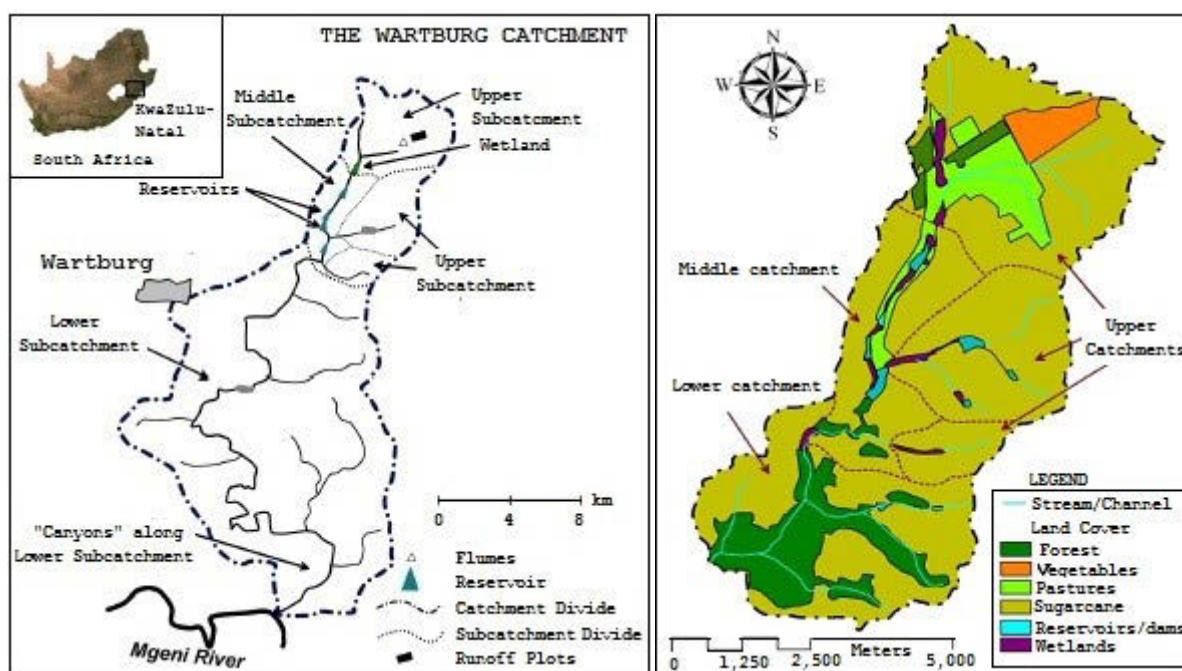 THE WARTBURG CATCHMENT
KwaZulu-
Natal
South Africa
Middle
Subcatchment
Upper
Subcatcment
Wetland
Reservoirs
Wartburg
Upper
Subcatchment
Lower
Subcatchment
"Canyons" along
Lower Subcatchment
Mgeni River
km
0 4 8
Flumes
Reservoir
Catchment Divide
Subcatchment Divide
Runoff Plots
N
W E
S
Middle catchment
Upper
Catchments
Lower catchment
LEGEND
Stream/Channel
Land Cover
Forest
Vegetables
Pastures
Sugarcane
Reservoirs/dams
Wetlands
Meters
0 1,250 2,500 5,000